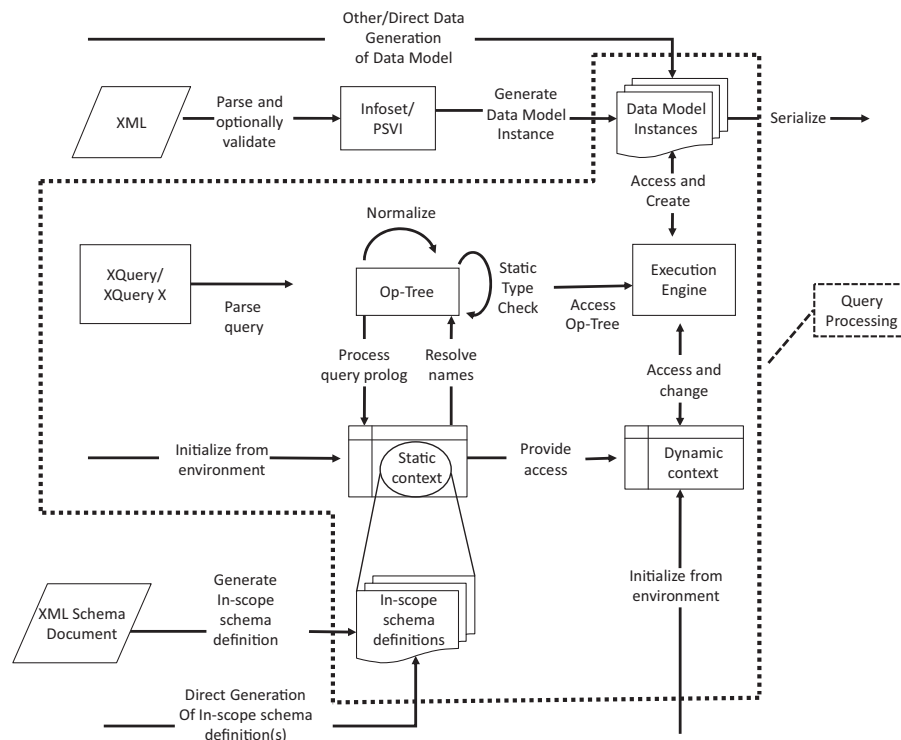 Other/Direct Data
Generation
of Data Model
XML
Parse and
optionally
validate
Infoset/
PSVI
Generate
Data Model
Instance
Data Model
Instances
Serialize
Access and
Create
Normalize
XQuery/
XQuery X
Parse
query
Op-Tree
Static
Type
Check
Access
Op-Tree
Execution
Engine
Query
Processing
Process
query prolog
Resolve
names
Access and
change
Initialize from
environment
Static
context
Provide
access
Dynamic
context
Initialize from
environment
XML Schema
Document
Generate
In-scope
schema
definition
In-scope
schema
definitions
Direct Generation
Of In-scope schema
definition(s)